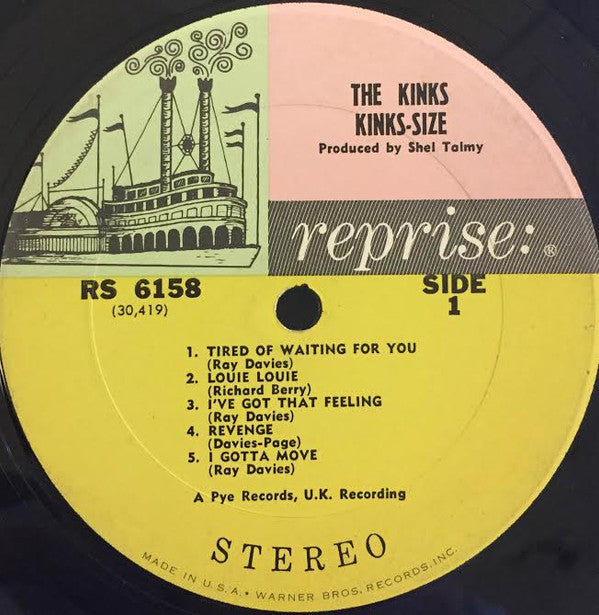 THE KINKS
KINKS-SIZE
Produced by Shel Talmy
reprise:®
RS 6158
(30,419)
SIDE
1
1. TIRED OF WAITING FOR YOU
(Ray Davies)
2. LOUIE LOUIE
(Richard Berry)
3. I'VE GOT THAT FEELING
(Ray Davies)
4. REVENGE
(Davies-Page)
5. I GOTTA MOVE
(Ray Davies)
A Pye Records, U.K. Recording
STEREO
MADE IN U.S.A. • WARNER BROS. RECORDS, INC.